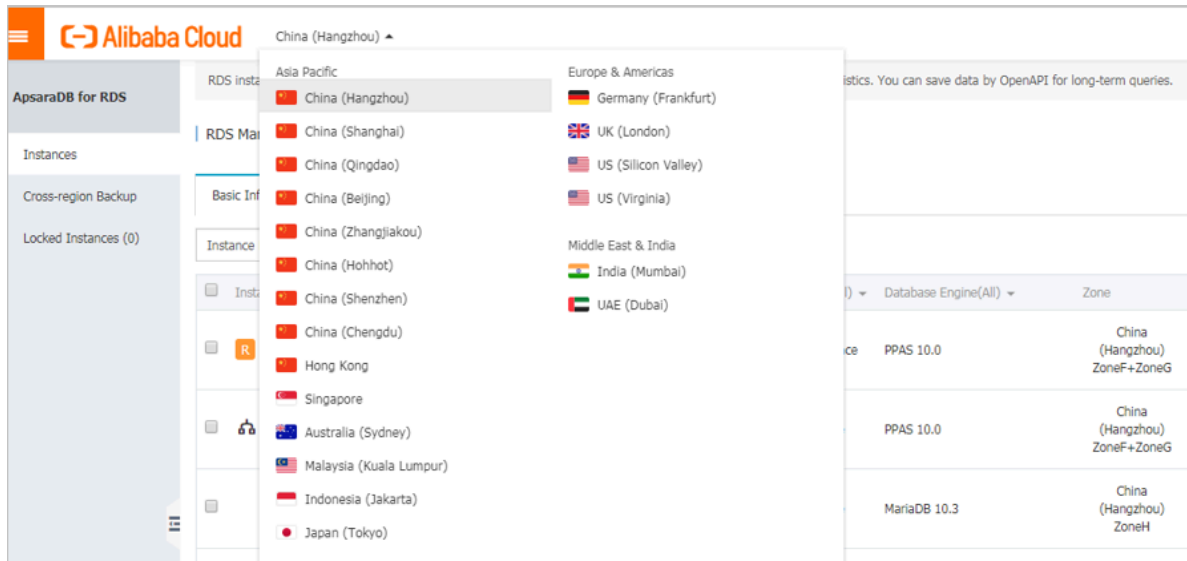 Alibaba Cloud
China (Hangzhou)
ApsaraDB for RDS
Instances
Cross-region Backup
Locked Instances (0)
RDS
istics. You can save data by OpenAPI for long-term queries.
RDS
Basic
Instance
Asia Pacific
China (Hangzhou)
China (Shanghai)
China (Qingdao)
China (Beijing)
China (Zhangjiakou)
China (Hohhot)
China (Shenzhen)
China (Chengdu)
Hong Kong
Singapore
Australia (Sydney)
Malaysia (Kuala Lumpur)
Indonesia (Jakarta)
Japan (Tokyo)
Europe & Americas
Germany (Frankfurt)
UK (London)
US (Silicon Valley)
US (Virginia)
Middle East & India
India (Mumbai)
UAE (Dubai)
Database Engine(All)
Zone
R
PPAS 10.0
China
(Hangzhou)
ZoneF+ZoneG
PPAS 10.0
China
(Hangzhou)
ZoneF+ZoneG
MariaDB 10.3
China
(Hangzhou)
ZoneH